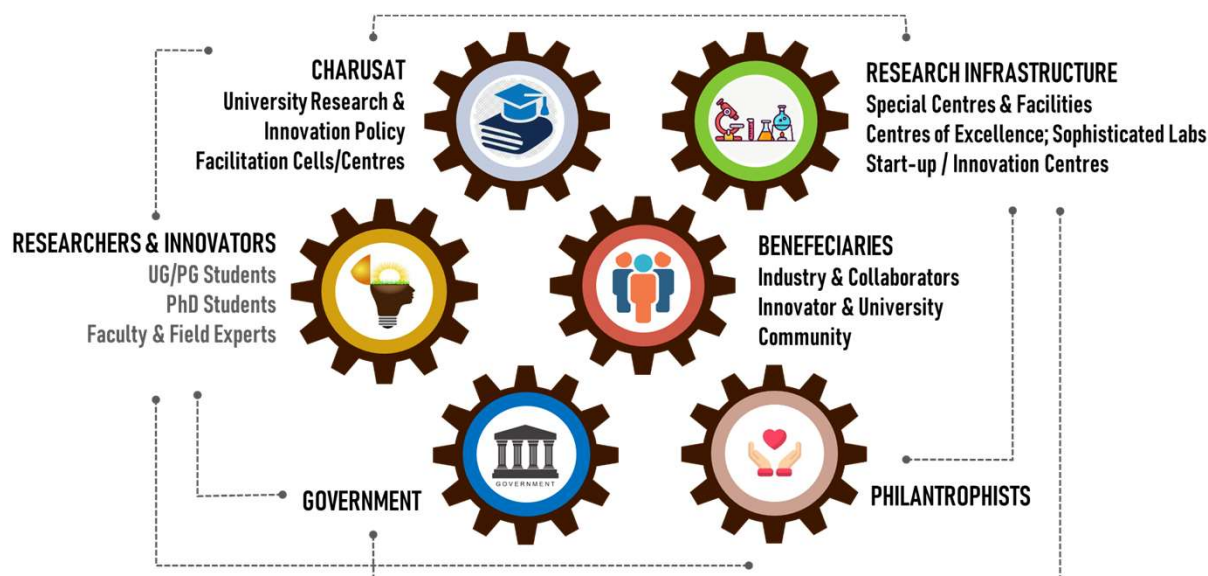 CHARUSAT
University Research &
Innovation Policy
Facilitation Cells/Centres
RESEARCH INFRASTRUCTURE
Special Centres & Facilities
Centres of Excellence; Sophisticated Labs
Start-up / Innovation Centres
RESEARCHERS & INNOVATORS
UG/PG Students
PhD Students
Faculty & Field Experts
BENEFECIARIES
Industry & Collaborators
Innovator & University
Community
GOVERNMENT
GOVERNMENT
PHILANTROPHISTS